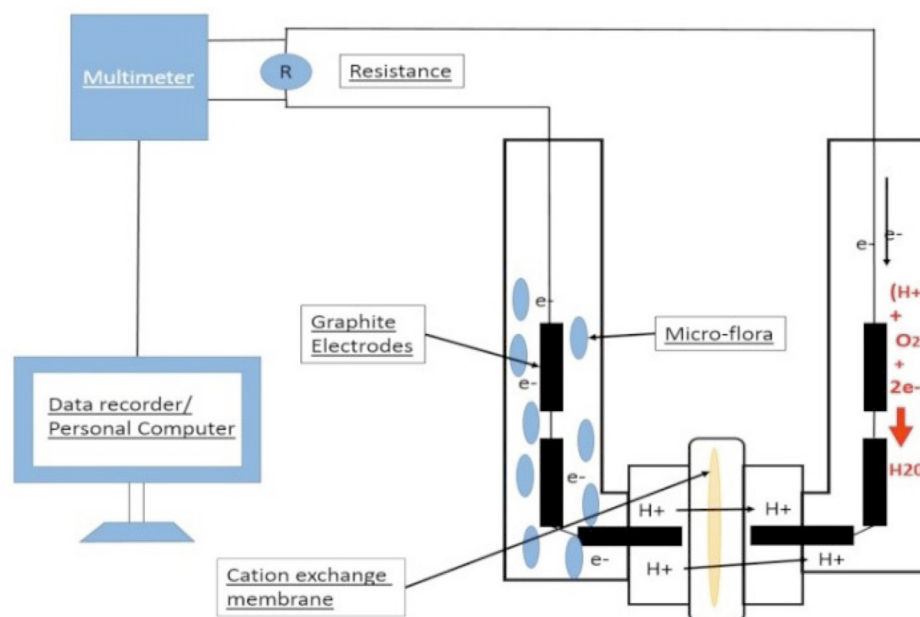 Multimeter
R
Resistance
Graphite
Electrodes
Micro-flora
Data recorder/
Personal Computer
Cation exchange
membrane
e-
e-
e-
e-
H+
H+
H+
H+
e-
e-
(H+
+
O2
+
2e-
H20